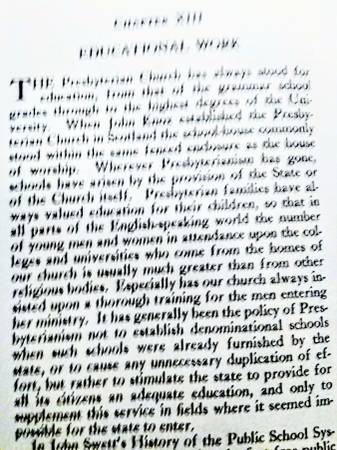 CHAPTER XIII
EDUCATIONAL WORK
THE Presbyterian Church has always stood for
education, from that of the grammar school
grades through to the highest degrees of the Uni-
versity. When John Knox established the Presby-
terian Church in Scotland the school-house commonly
stood within the same fenced enclosure as the house
of worship. Wherever Presbyterianism has gone,
schools have arisen by the provision of the State or
of the Church itself. Presbyterian families have al-
ways valued education for their children, so that in
all parts of the English-speaking world the number
of young men and women in attendance upon the col-
leges and universities who come from the homes of
our church is usually much greater than from other
religious bodies. Especially has our church always in-
sisted upon a thorough training for the men entering
her ministry. It has generally been the policy of Pres-
byterianism not to establish denominational schools
when such schools were already furnished by the
state, or to cause any unnecessary duplication of ef-
fort, but rather to stimulate the state to provide for
all its citizens an adequate education, and only to
supplement this service in fields where it seemed im-
possible for the state to enter.
In John Swett's History of the Public School Sys-